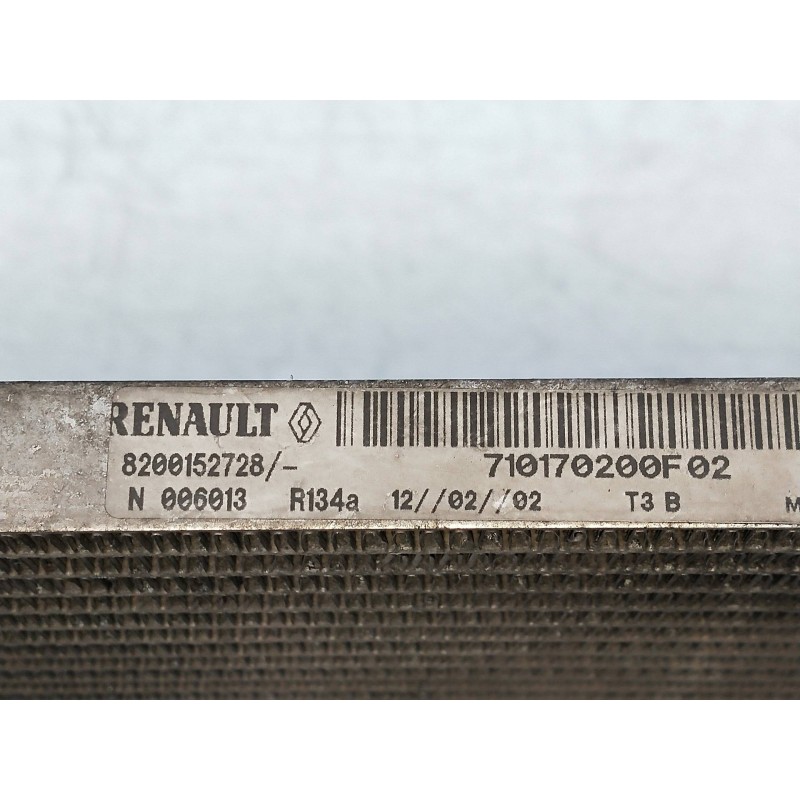 RENAULT
8200152728/- 710170200F02
N 006013 R134a 12//02//02 T3 B M